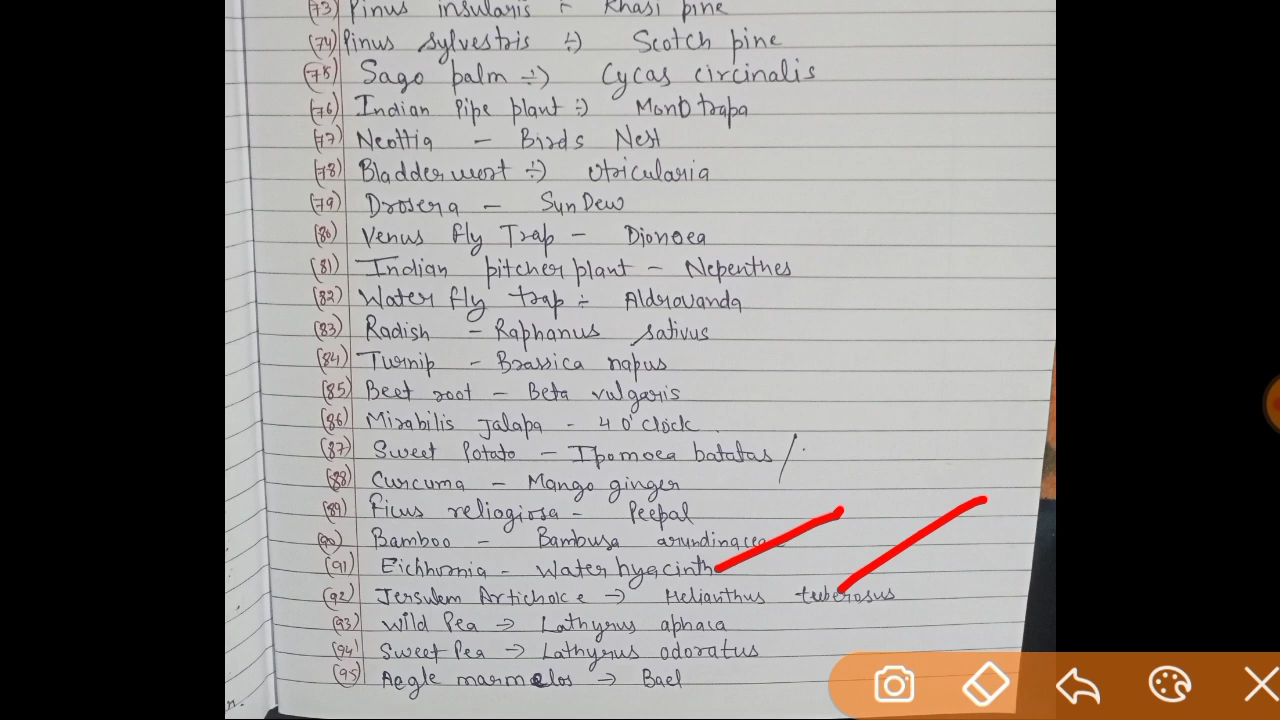 (73) Pinus insularis ÷ Khasi pine
(74) Pinus sylvestris ÷) Scotch pine
(75) Sago palm ÷) Cycas circinalis
(76) Indian Pipe plant ÷) Monotrapa
(77) Neottia - Birds Nest
(78) Bladderwort ÷) Utricularia
(79) Drosera - SunDew
(80) Venus fly Trap - Dionoea
(81) Indian pitcher plant - Nepenthes
(82) Water fly trap ÷ Aldrovanda
(83) Radish - Raphanus sativus
(84) Turnip - Brassica napus
(85) Beet root - Beta vulgaris
(86) Mirabilis Jalapa - 4 O'clock
(87) Sweet Potato - Ipomoea batatas /
(88) Curcuma - Mango ginger
(89) Ficus reliogiosa - Peepal
(90) Bamboo - Bambusa arundinacea
(91) Eichhornia - Water hyacinth
(92) Jersulem Artichoke → Helianthus tuberosus
(93) Wild Pea → Lathyrus aphaca
(94) Sweet Pea → Lathyrus odoratus
(95) Aegle marmelos → Bael